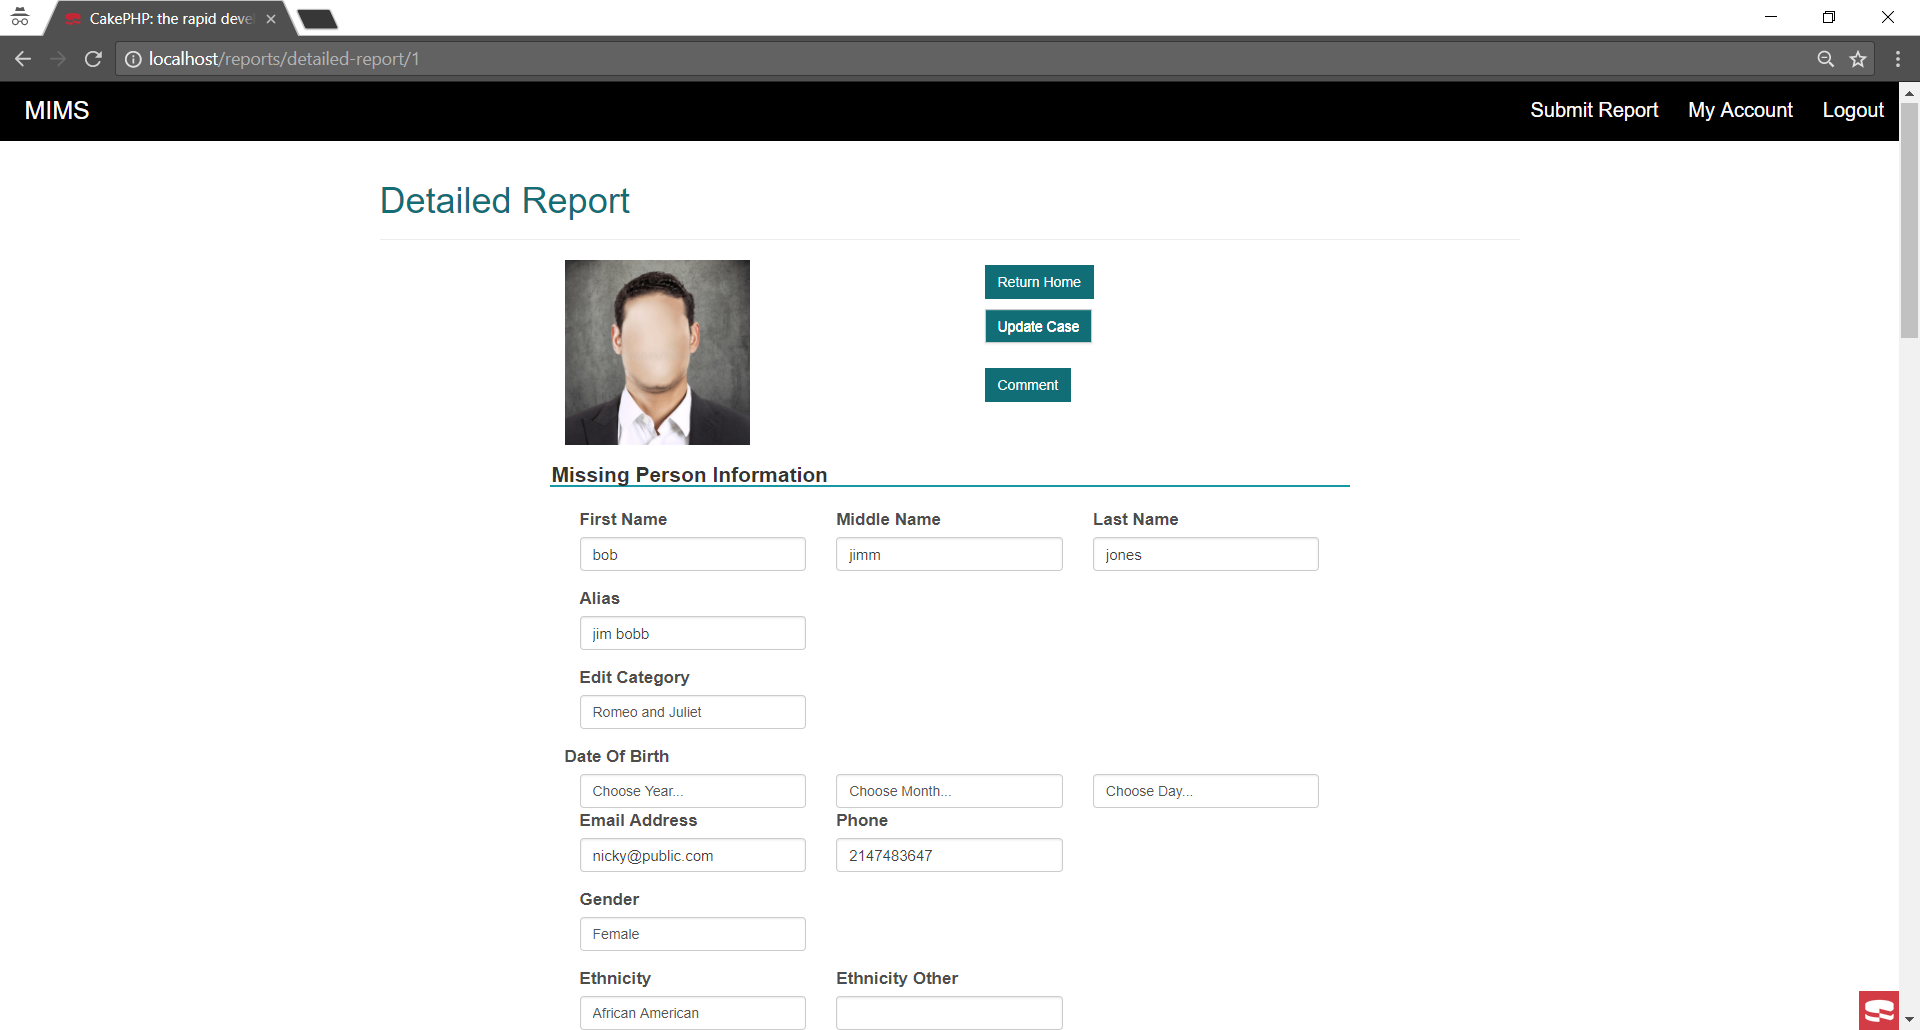 CakePHP: the rapid deve
localhost/reports/detailed-report/1
MIMS
Submit Report My Account Logout
Detailed Report
Return Home
Update Case
Comment
Missing Person Information
First Name Middle Name Last Name
bob jimm jones
Alias
jim bobb
Edit Category
Romeo and Juliet
Date Of Birth
Choose Year... Choose Month... Choose Day...
Email Address Phone
nicky@public.com 2147483647
Gender
Female
Ethnicity Ethnicity Other
African American